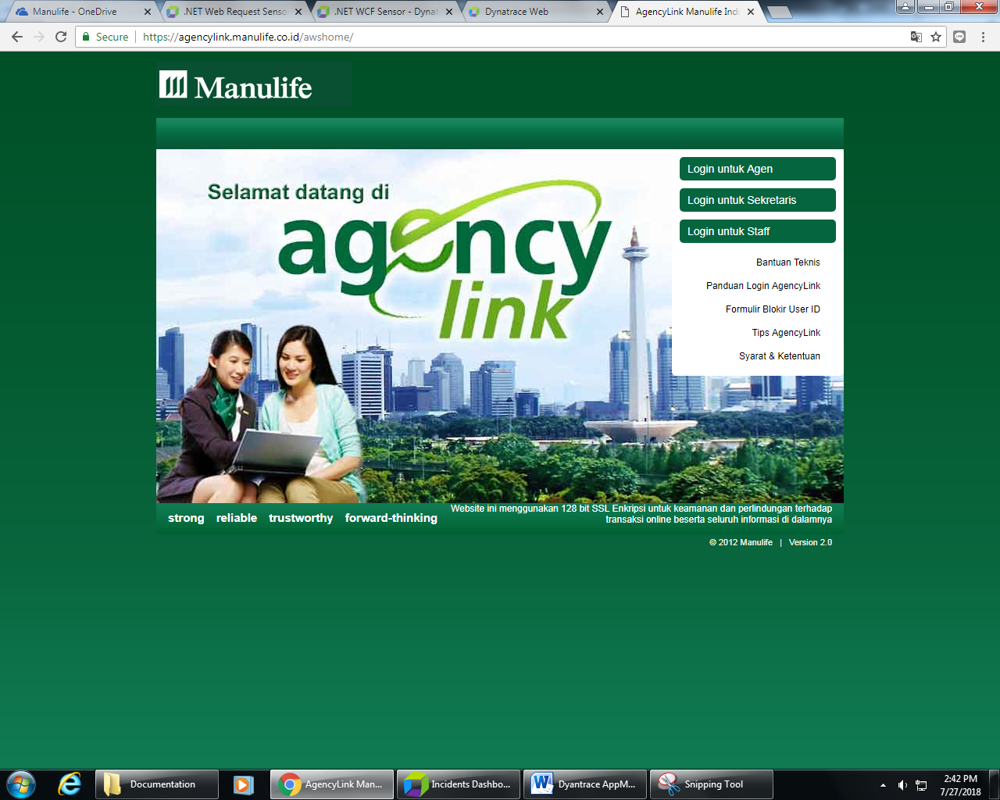 Manulife - OneDrive
.NET Web Request Senso
.NET WCF Sensor - Dynat
Dynatrace Web
AgencyLink Manulife Indo
Secure
https://agencylink.manulife.co.id/awshome/
Manulife
Selamat datang di
agency
link
Login untuk Agen
Login untuk Sekretaris
Login untuk Staff
Bantuan Teknis
Panduan Login AgencyLink
Formulir Blokir User ID
Tips AgencyLink
Syarat & Ketentuan
strong reliable trustworthy forward-thinking
Website ini menggunakan 128 bit SSL Enkripsi untuk keamanan dan perlindungan terhadap
transaksi online beserta seluruh informasi di dalamnya
© 2012 Manulife | Version 2.0
Documentation
AgencyLink Man...
Incidents Dashbo...
Dyantrace AppM...
Snipping Tool
2:42 PM
7/27/2018